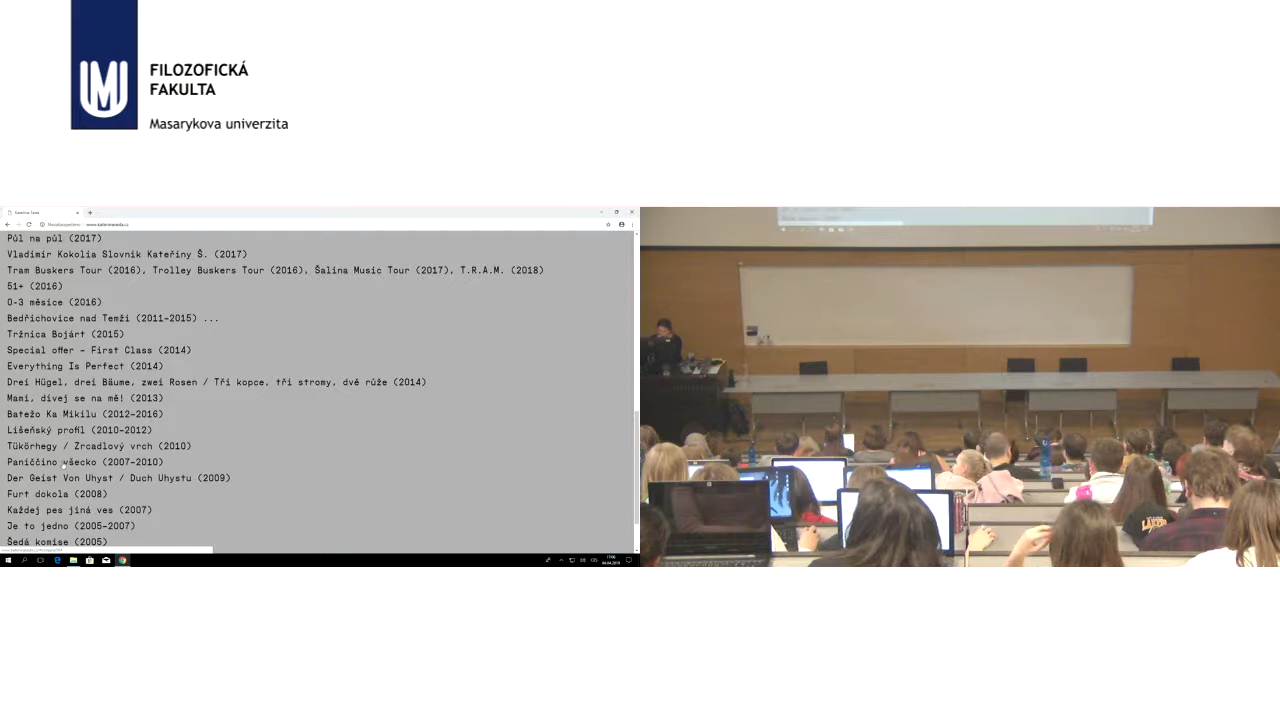 FILOZOFICKÁ
FAKULTA
Masarykova univerzita
Půl na půl (2017)
Vladimír Kokolia Slovník Kateřiny Š. (2017)
Tram Buskers Tour (2016), Trolley Buskers Tour (2016), Šalina Music Tour (2017), T.R.A.M. (2018)
51+ (2016)
0-3 měsíce (2016)
Bedřichovice nad Temží (2011–2015) ...
Tržnica Bojárt (2015)
Special offer – First Class (2014)
Everything Is Perfect (2014)
Drei Hügel, drei Bäume, zwei Rosen / Tři kopce, tři stromy, dvě růže (2014)
Mami, dívej se na mě! (2013)
Batežo Ka Mikilu (2012–2016)
Líšeňský profil (2010–2012)
Tükörhegy / Zrcadlový vrch (2010)
Paniččino všecko (2007–2010)
Der Geist Von Uhyst / Duch Uhystu (2009)
Furt dokola (2008)
Každej pes jiná ves (2007)
Je to jedno (2005–2007)
Šedá komise (2005)